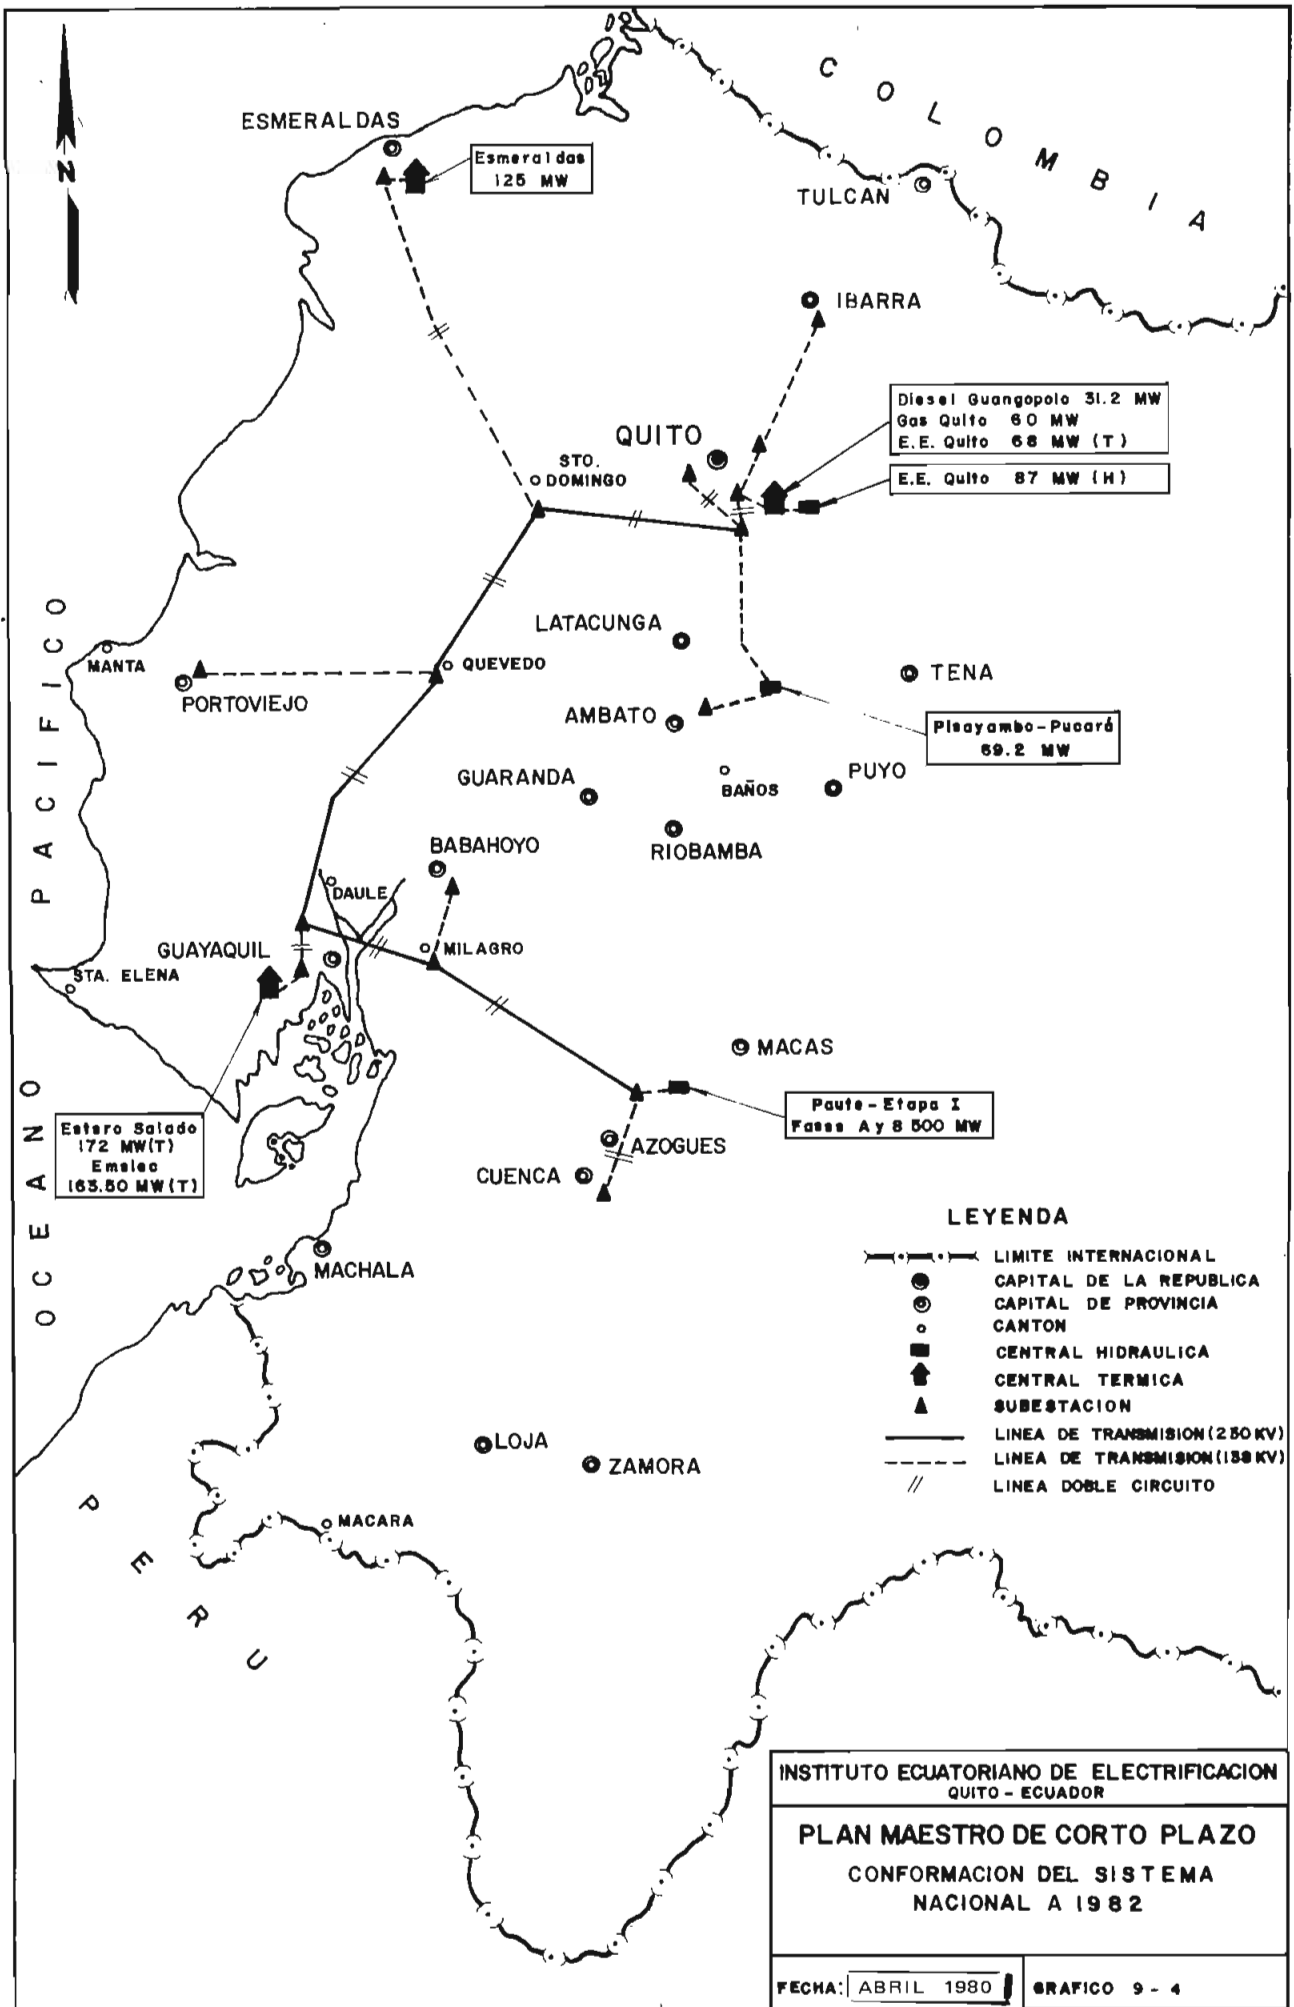 COLOMBIA
N
ESMERALDAS
Esmeraldas
125 MW
TULCAN
IBARRA
Diesel Guangopolo 31.2 MW
Gas Quito 60 MW
E.E. Quito 68 MW (T)
E.E. Quito 87 MW (H)
QUITO
STO.
DOMINGO
LATACUNGA
MANTA
QUEVEDO
TENA
PORTOVIEJO
AMBATO
Pisayambo-Pucará
69.2 MW
GUARANDA
BAÑOS
PUYO
RIOBAMBA
BABAHOYO
DAULE
GUAYAQUIL
MILAGRO
STA. ELENA
MACAS
Paute-Etapa I
Fases A y B 500 MW
Estero Salado
172 MW(T)
Emelec
163.50 MW(T)
AZOGUES
CUENCA
MACHALA
OCEANO PACIFICO
LEYENDA
LIMITE INTERNACIONAL
CAPITAL DE LA REPUBLICA
CAPITAL DE PROVINCIA
CANTON
CENTRAL HIDRAULICA
CENTRAL TERMICA
SUBESTACION
LINEA DE TRANSMISION (230 KV)
LINEA DE TRANSMISION (138 KV)
LINEA DOBLE CIRCUITO
LOJA
ZAMORA
MACARA
PERU
INSTITUTO ECUATORIANO DE ELECTRIFICACION
QUITO - ECUADOR
PLAN MAESTRO DE CORTO PLAZO
CONFORMACION DEL SISTEMA
NACIONAL A 1982
FECHA: ABRIL 1980
GRAFICO 9 - 4